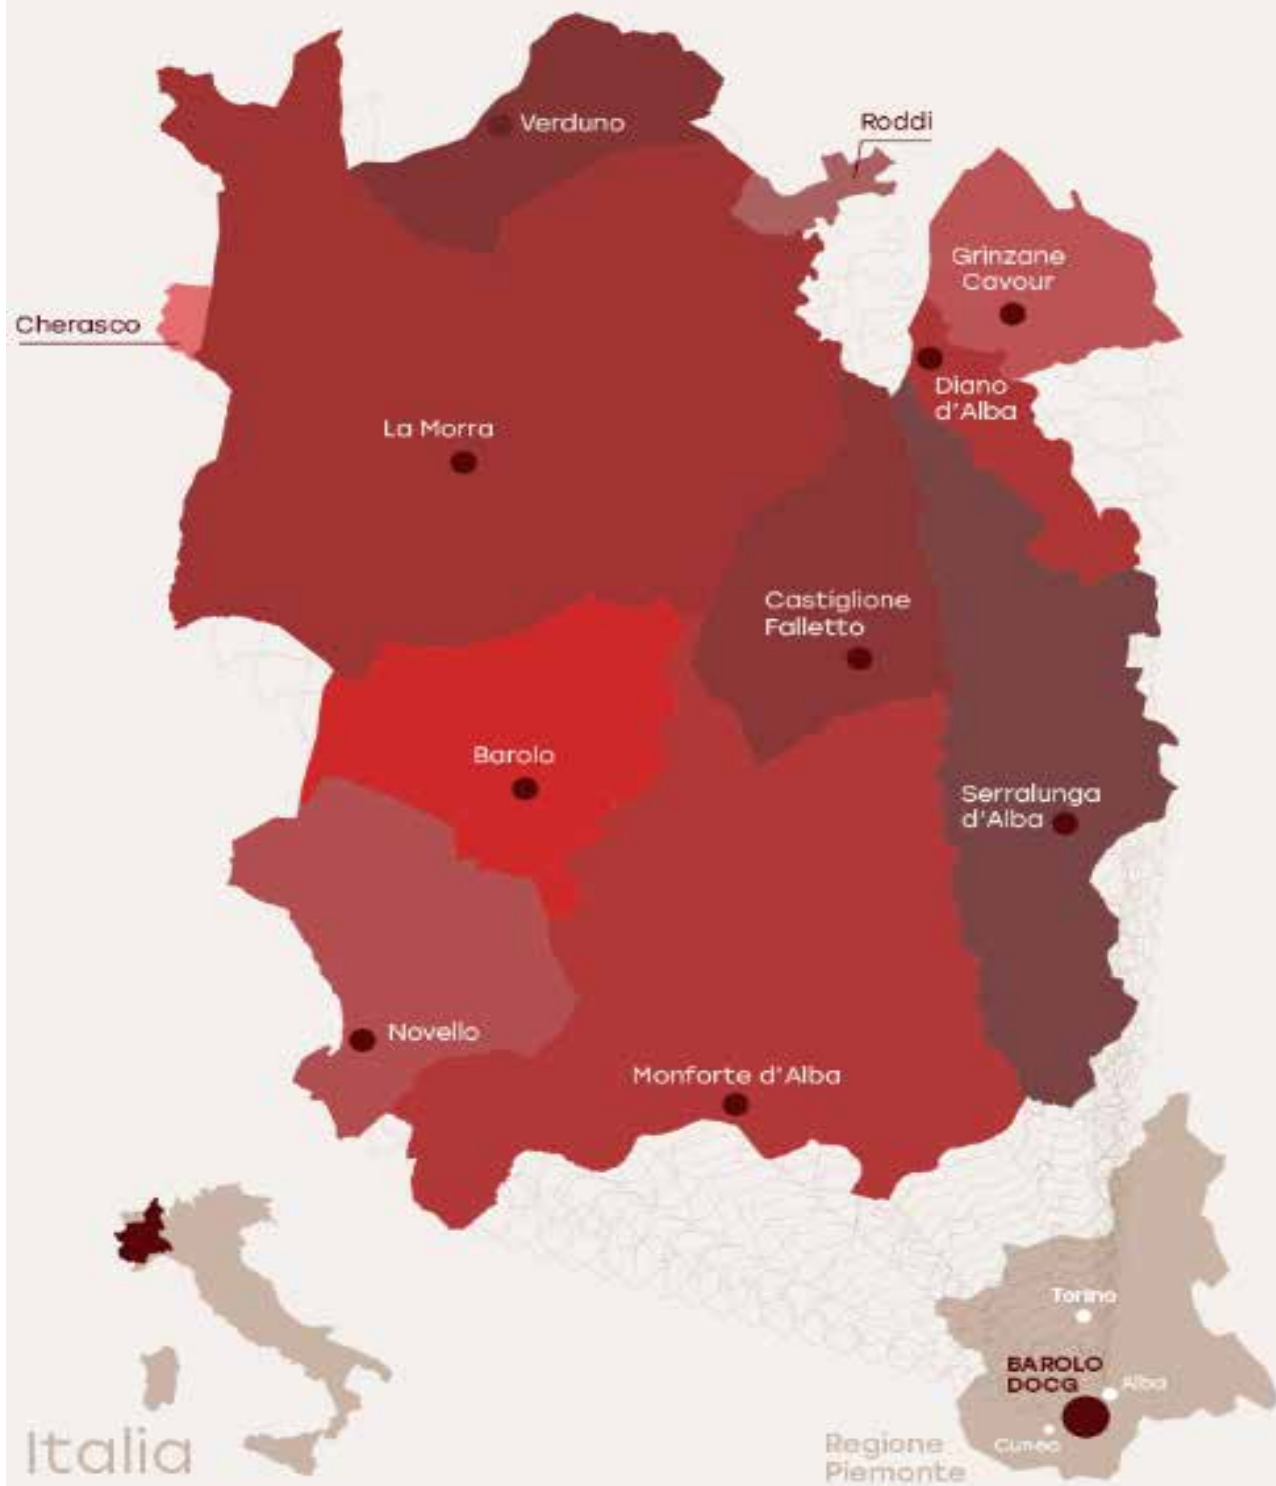 Verduno
Roddi
Grinzane
Cavour
Cherasco
Diano
d'Alba
La Morra
Castiglione
Falletto
Barolo
Serralunga
d'Alba
Novello
Monforte d'Alba
Torino
BAROLO
DOCG
Alba
Cuneo
Italia
Regione
Piemonte